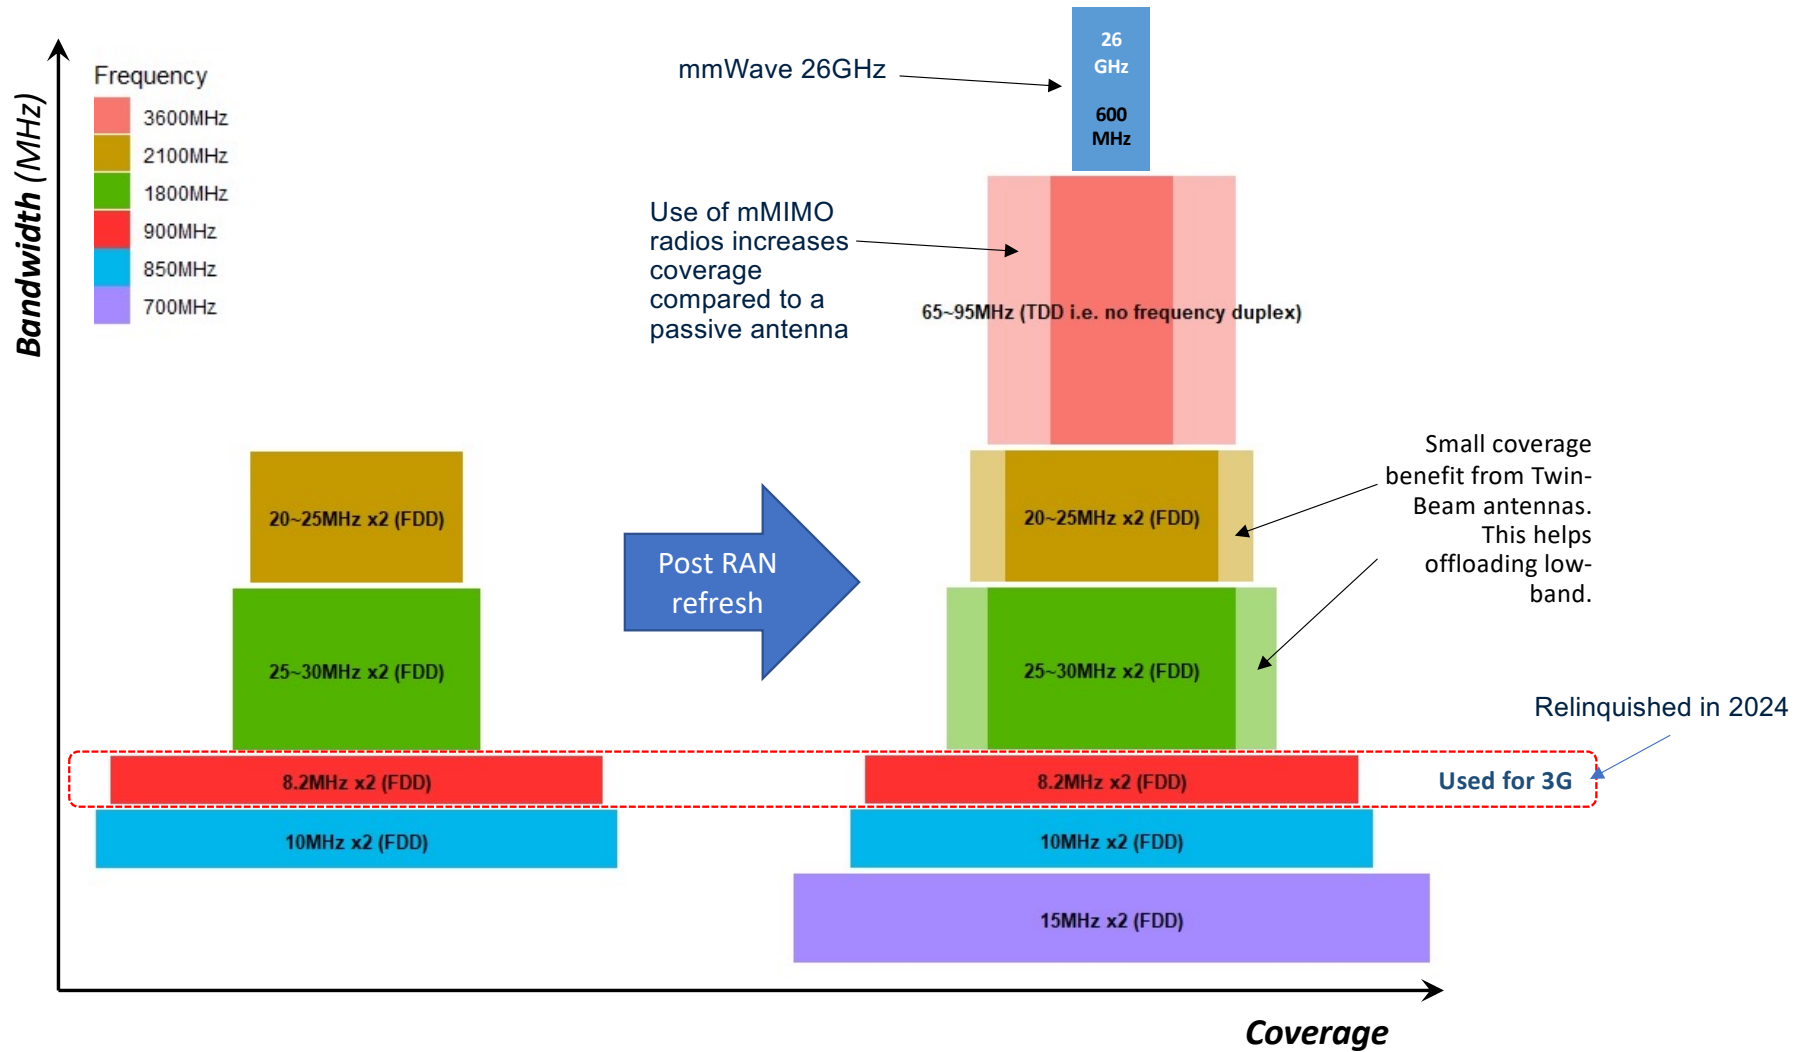 Bandwidth (MHz)
Frequency
3600MHz
2100MHz
1800MHz
900MHz
850MHz
700MHz
20~25MHz x2 (FDD)
25~30MHz x2 (FDD)
8.2MHz x2 (FDD)
10MHz x2 (FDD)
Post RAN
refresh
mmWave 26GHz
26
GHz
600
MHz
Use of mMIMO
radios increases
coverage
compared to a
passive antenna
65~95MHz (TDD i.e. no frequency duplex)
20~25MHz x2 (FDD)
25~30MHz x2 (FDD)
8.2MHz x2 (FDD)
10MHz x2 (FDD)
15MHz x2 (FDD)
Small coverage
benefit from Twin-
Beam antennas.
This helps
offloading low-
band.
Relinquished in 2024
Used for 3G
Coverage